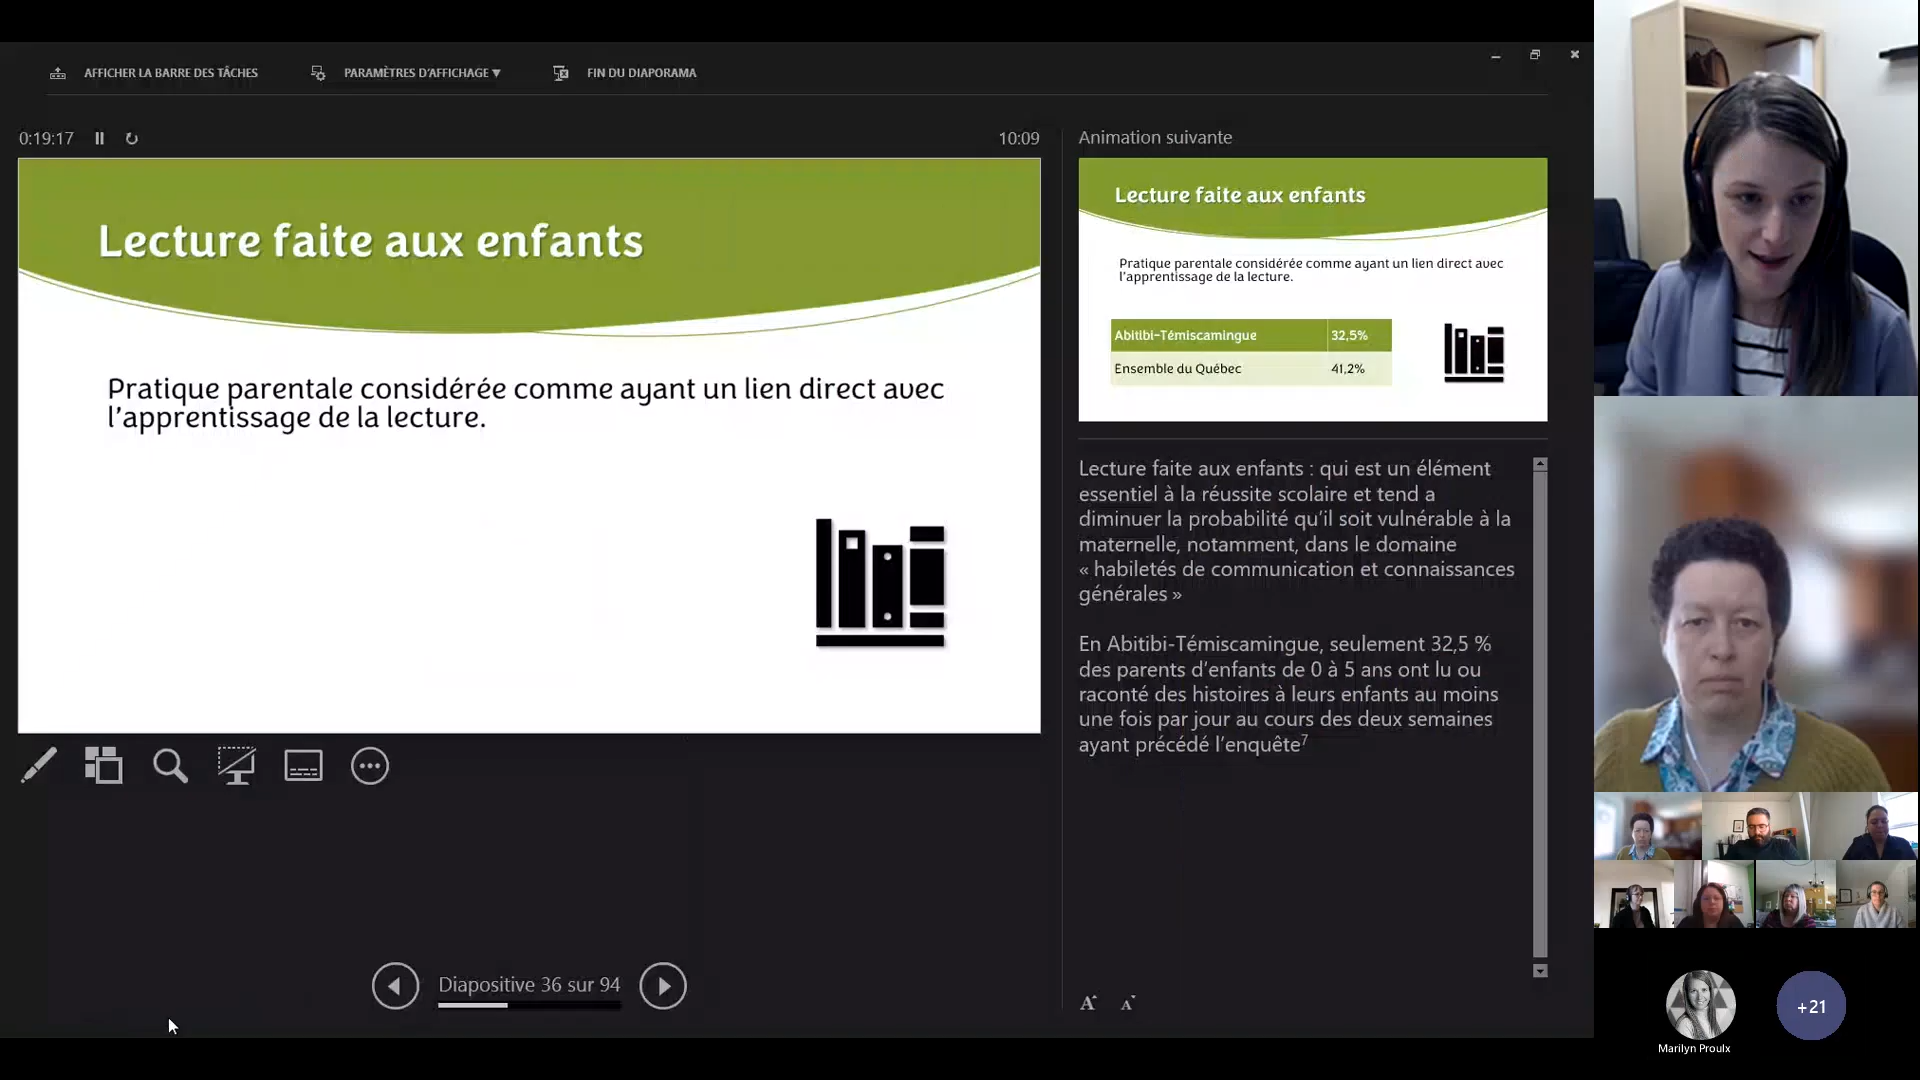 AFFICHER LA BARRE DES TÂCHES
PARAMÈTRES D'AFFICHAGE ▼
FIN DU DIAPORAMA
0:19:17
10:09
Lecture faite aux enfants
Pratique parentale considérée comme ayant un lien direct avec
l'apprentissage de la lecture.
Diapositive 36 sur 94
Animation suivante
Lecture faite aux enfants
Pratique parentale considérée comme ayant un lien direct avec
l'apprentissage de la lecture.
Abitibi-Témiscamingue 32,5%
Ensemble du Québec 41,2%
Lecture faite aux enfants : qui est un élément
essentiel à la réussite scolaire et tend a
diminuer la probabilité qu'il soit vulnérable à la
maternelle, notamment, dans le domaine
« habiletés de communication et connaissances
générales »
En Abitibi-Témiscamingue, seulement 32,5 %
des parents d'enfants de 0 à 5 ans ont lu ou
raconté des histoires à leurs enfants au moins
une fois par jour au cours des deux semaines
ayant précédé l'enquête7
A A
+21
Marilyn Proulx